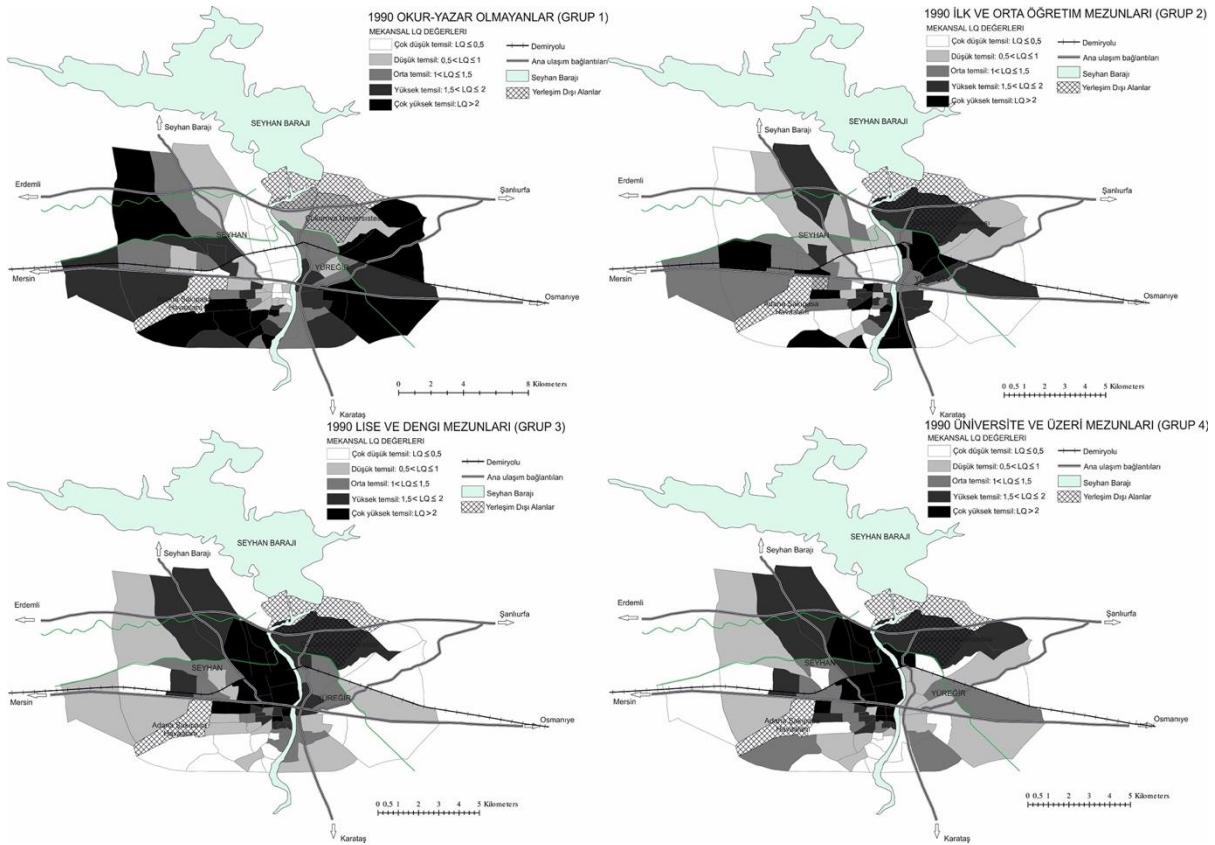 1990 OKUR-YAZAR OLMAYANLAR (GRUP 1)
MEKANSAL LQ DEĞERLERI
Çok düşük temsil: LQ ≤ 0,5
Düşük temsil: 0,5< LQ ≤ 1
Orta temsil: 1< LQ ≤ 1,5
Yüksek temsil: 1,5< LQ ≤ 2
Çok yüksek temsil: LQ > 2
Demiryolu
Ana ulaşım bağlantıları
Seyhan Barajı
Yerleşim Dışı Alanlar
SEYHAN BARAJI
Seyhan Barajı
Erdemli
Şanlıurfa
Çukurova Üniversitesi
SEYHAN
YÜREĞİR
Mersin
Adana Şakirpaşa
Havaalanı
Osmaniye
0 2 4 8 Kilometers
Karataş
1990 İLK VE ORTA ÖĞRETIM MEZUNLARI (GRUP 2)
MEKANSAL LQ DEĞERLERI
Çok düşük temsil: LQ ≤ 0,5
Düşük temsil: 0,5< LQ ≤ 1
Orta temsil: 1< LQ ≤ 1,5
Yüksek temsil: 1,5< LQ ≤ 2
Çok yüksek temsil: LQ > 2
Demiryolu
Ana ulaşım bağlantıları
Seyhan Barajı
Yerleşim Dışı Alanlar
SEYHAN BARAJI
Seyhan Barajı
Erdemli
Şanlıurfa
SEYHAN
Mersin
Adana Şakirpaşa
Havaalanı
Osmaniye
0 0,5 1 2 3 4 5 Kilometers
Karataş
1990 LISE VE DENGI MEZUNLARI (GRUP 3)
MEKANSAL LQ DEĞERLERI
Çok düşük temsil: LQ ≤ 0,5
Düşük temsil: 0,5< LQ ≤ 1
Orta temsil: 1< LQ ≤ 1,5
Yüksek temsil: 1,5< LQ ≤ 2
Çok yüksek temsil: LQ > 2
Demiryolu
Ana ulaşım bağlantıları
Seyhan Barajı
Yerleşim Dışı Alanlar
SEYHAN BARAJI
Seyhan Barajı
Erdemli
Şanlıurfa
SEYHAN
YÜREĞİR
Mersin
Adana Şakirpaşa
Havaalanı
Osmaniye
0 0,5 1 2 3 4 5 Kilometers
Karataş
1990 ÜNİVERSİTE VE ÜZERİ MEZUNLARI (GRUP 4)
MEKANSAL LQ DEĞERLERI
Çok düşük temsil: LQ ≤ 0,5
Düşük temsil: 0,5< LQ ≤ 1
Orta temsil: 1< LQ ≤ 1,5
Yüksek temsil: 1,5< LQ ≤ 2
Çok yüksek temsil: LQ > 2
Demiryolu
Ana ulaşım bağlantıları
Seyhan Barajı
Yerleşim Dışı Alanlar
SEYHAN BARAJI
Seyhan Barajı
Erdemli
Şanlıurfa
SEYHAN
YÜREĞİR
Mersin
Adana Şakirpaşa
Havaalanı
Osmaniye
0 0,5 1 2 3 4 5 Kilometers
Karataş